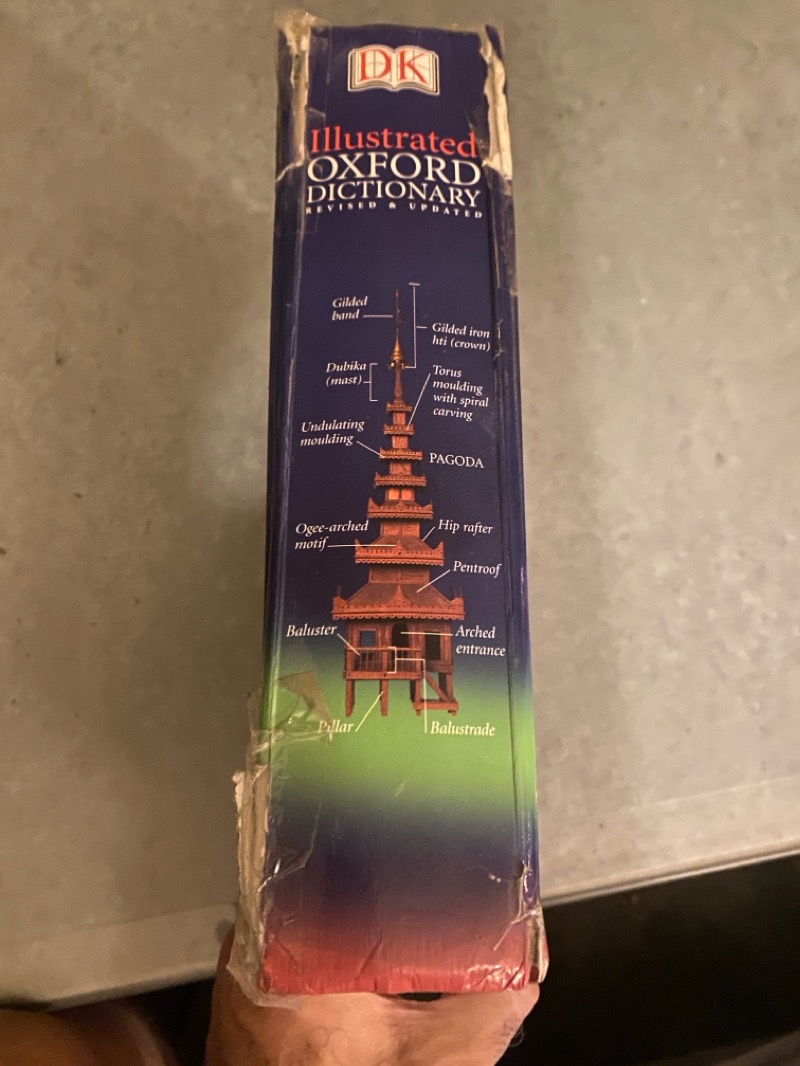 DK
Illustrated
OXFORD
DICTIONARY
REVISED & UPDATED
Gilded
band
Gilded iron
hti (crown)
Dubika
(mast)
Torus
moulding
with spiral
carving
Undulating
moulding
PAGODA
Ogee-arched
motif
Hip rafter
Pentroof
Baluster
Arched
entrance
Pillar
Balustrade